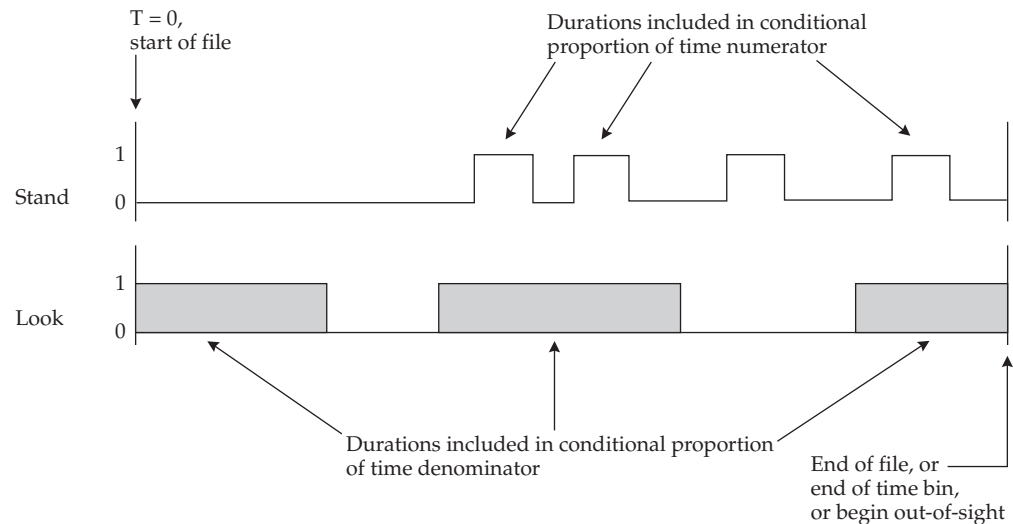 T = 0,
start of file
Durations included in conditional
proportion of time numerator
1
Stand
0
1
Look
0
Durations included in conditional proportion
of time denominator
End of file, or
end of time bin,
or begin out-of-sight